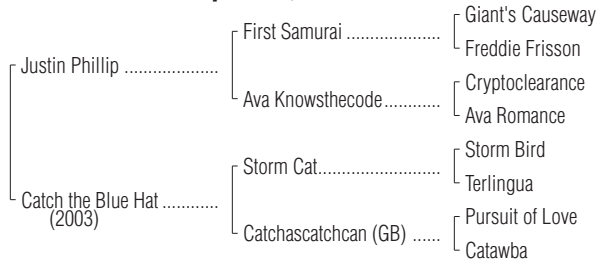 Giant's Causeway
First Samurai ...................
Freddie Frisson
Justin Phillip ...................
Cryptoclearance
Ava Knowsthecode............
Ava Romance
Storm Bird
Storm Cat.........................
Terlingua
Catch the Blue Hat ............
(2003)
Pursuit of Love
Catchascatchcan (GB) ......
Catawba